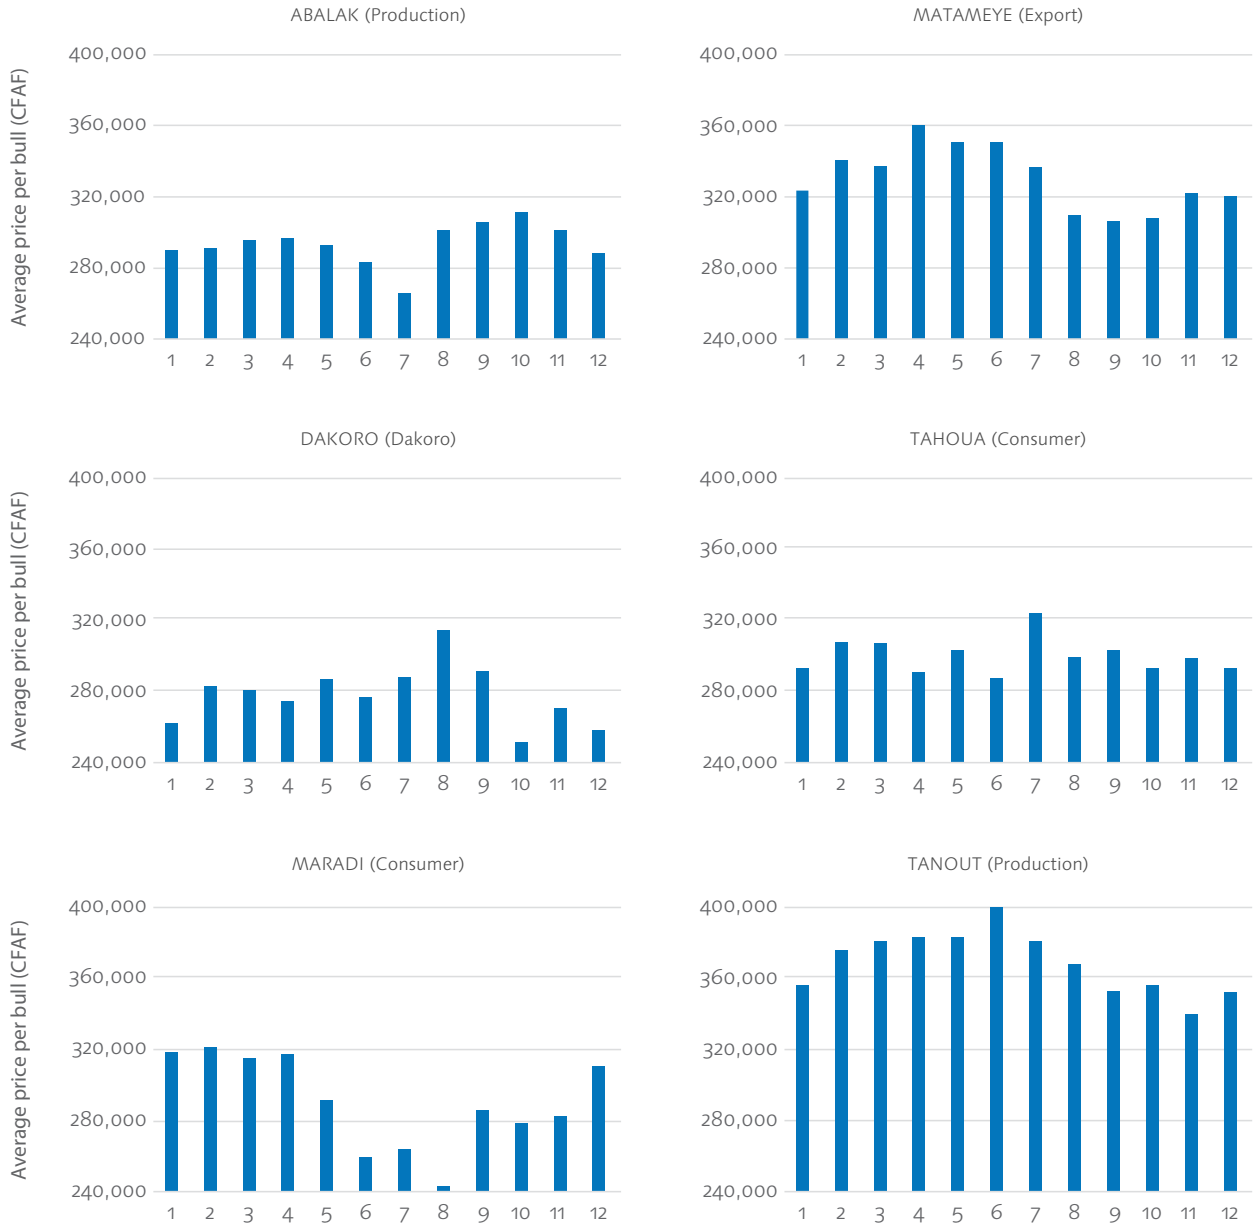 ABALAK (Production)
Average price per bull (CFAF)
400,000
360,000
320,000
280,000
240,000
1 2 3 4 5 6 7 8 9 10 11 12
MATAMEYE (Export)
400,000
360,000
320,000
280,000
240,000
1 2 3 4 5 6 7 8 9 10 11 12
DAKORO (Dakoro)
Average price per bull (CFAF)
400,000
360,000
320,000
280,000
240,000
1 2 3 4 5 6 7 8 9 10 11 12
TAHOUA (Consumer)
400,000
360,000
320,000
280,000
240,000
1 2 3 4 5 6 7 8 9 10 11 12
MARADI (Consumer)
Average price per bull (CFAF)
400,000
360,000
320,000
280,000
240,000
1 2 3 4 5 6 7 8 9 10 11 12
TANOUT (Production)
400,000
360,000
320,000
280,000
240,000
1 2 3 4 5 6 7 8 9 10 11 12